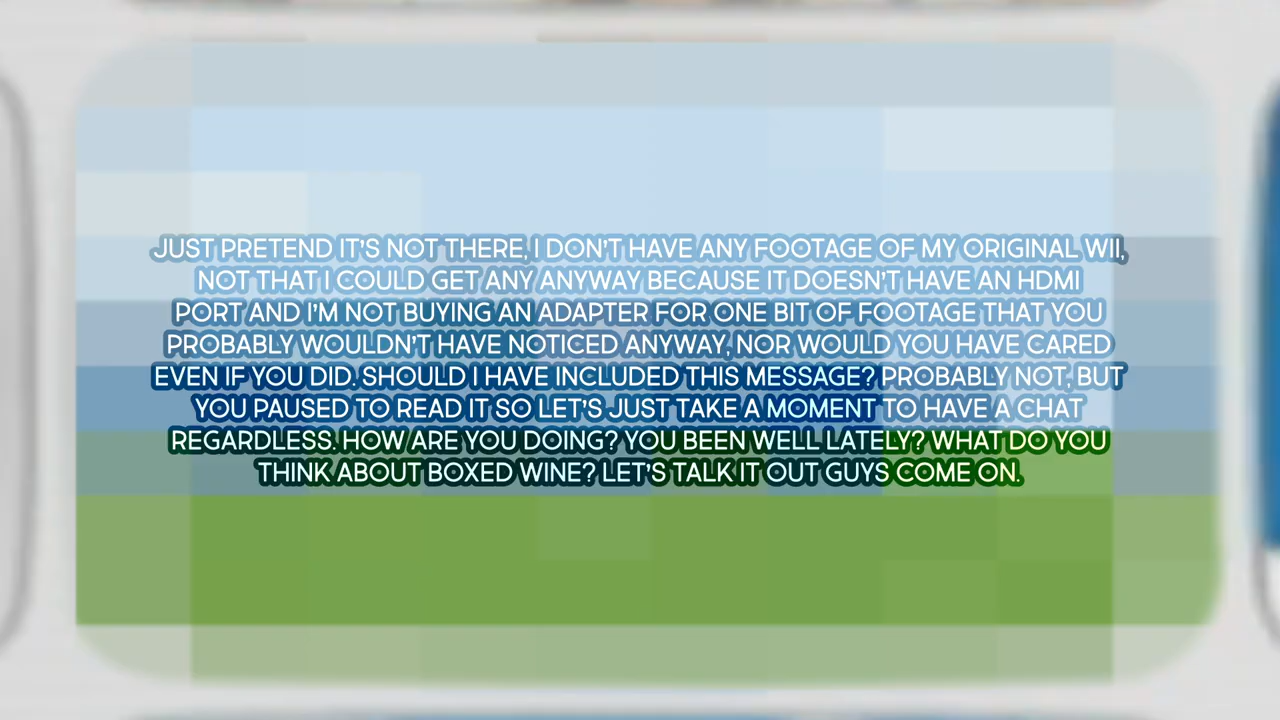 JUST PRETEND IT'S NOT THERE, I DON'T HAVE ANY FOOTAGE OF MY ORIGINAL WII,
NOT THAT I COULD GET ANY ANYWAY BECAUSE IT DOESN'T HAVE AN HDMI
PORT AND I'M NOT BUYING AN ADAPTER FOR ONE BIT OF FOOTAGE THAT YOU
PROBABLY WOULDN'T HAVE NOTICED ANYWAY, NOR WOULD YOU HAVE CARED
EVEN IF YOU DID. SHOULD I HAVE INCLUDED THIS MESSAGE? PROBABLY NOT, BUT
YOU PAUSED TO READ IT SO LET'S JUST TAKE A MOMENT TO HAVE A CHAT
REGARDLESS. HOW ARE YOU DOING? YOU BEEN WELL LATELY? WHAT DO YOU
THINK ABOUT BOXED WINE? LET'S TALK IT OUT GUYS COME ON.